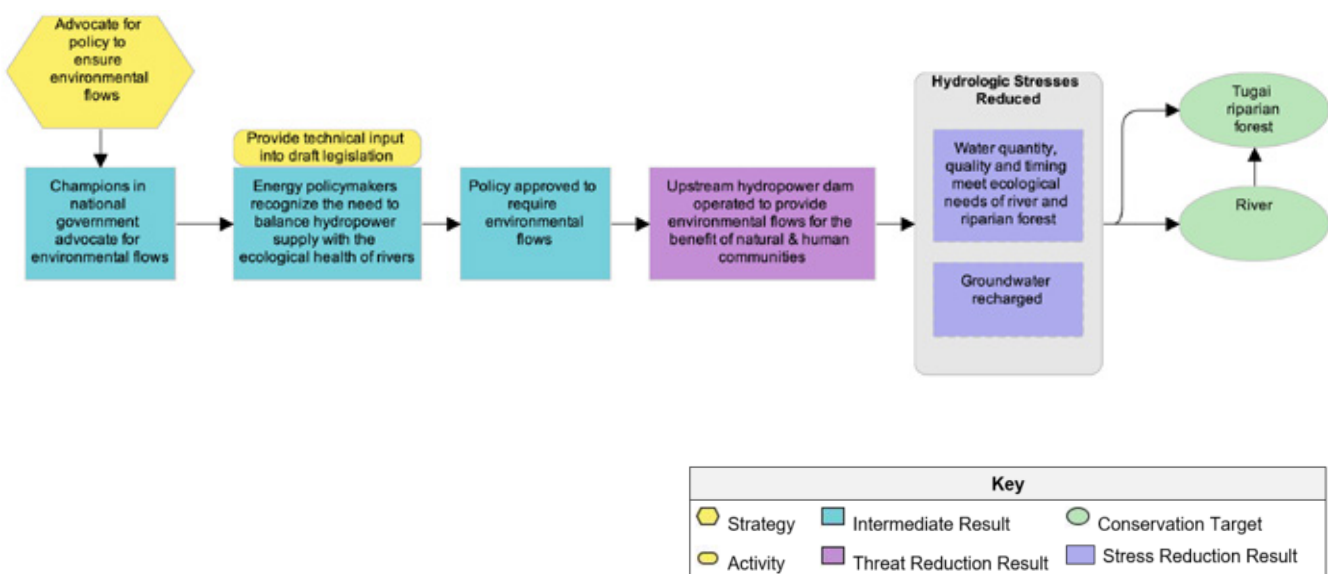 Advocate for
policy to
ensure
environmental
flows
Champions in
national
government
advocate for
environmental flows
Provide technical input
into draft legislation
Energy policymakers
recognize the need to
balance hydropower
supply with the
ecological health of rivers
Policy approved to
require
environmental
flows
Upstream hydropower dam
operated to provide
environmental flows for the
benefit of natural & human
communities
Hydrologic Stresses
Reduced
Water quantity,
quality and timing
meet ecological
needs of river and
riparian forest
Groundwater
recharged
Tugai
riparian
forest
River
Key
Strategy
Intermediate Result
Conservation Target
Activity
Threat Reduction Result
Stress Reduction Result